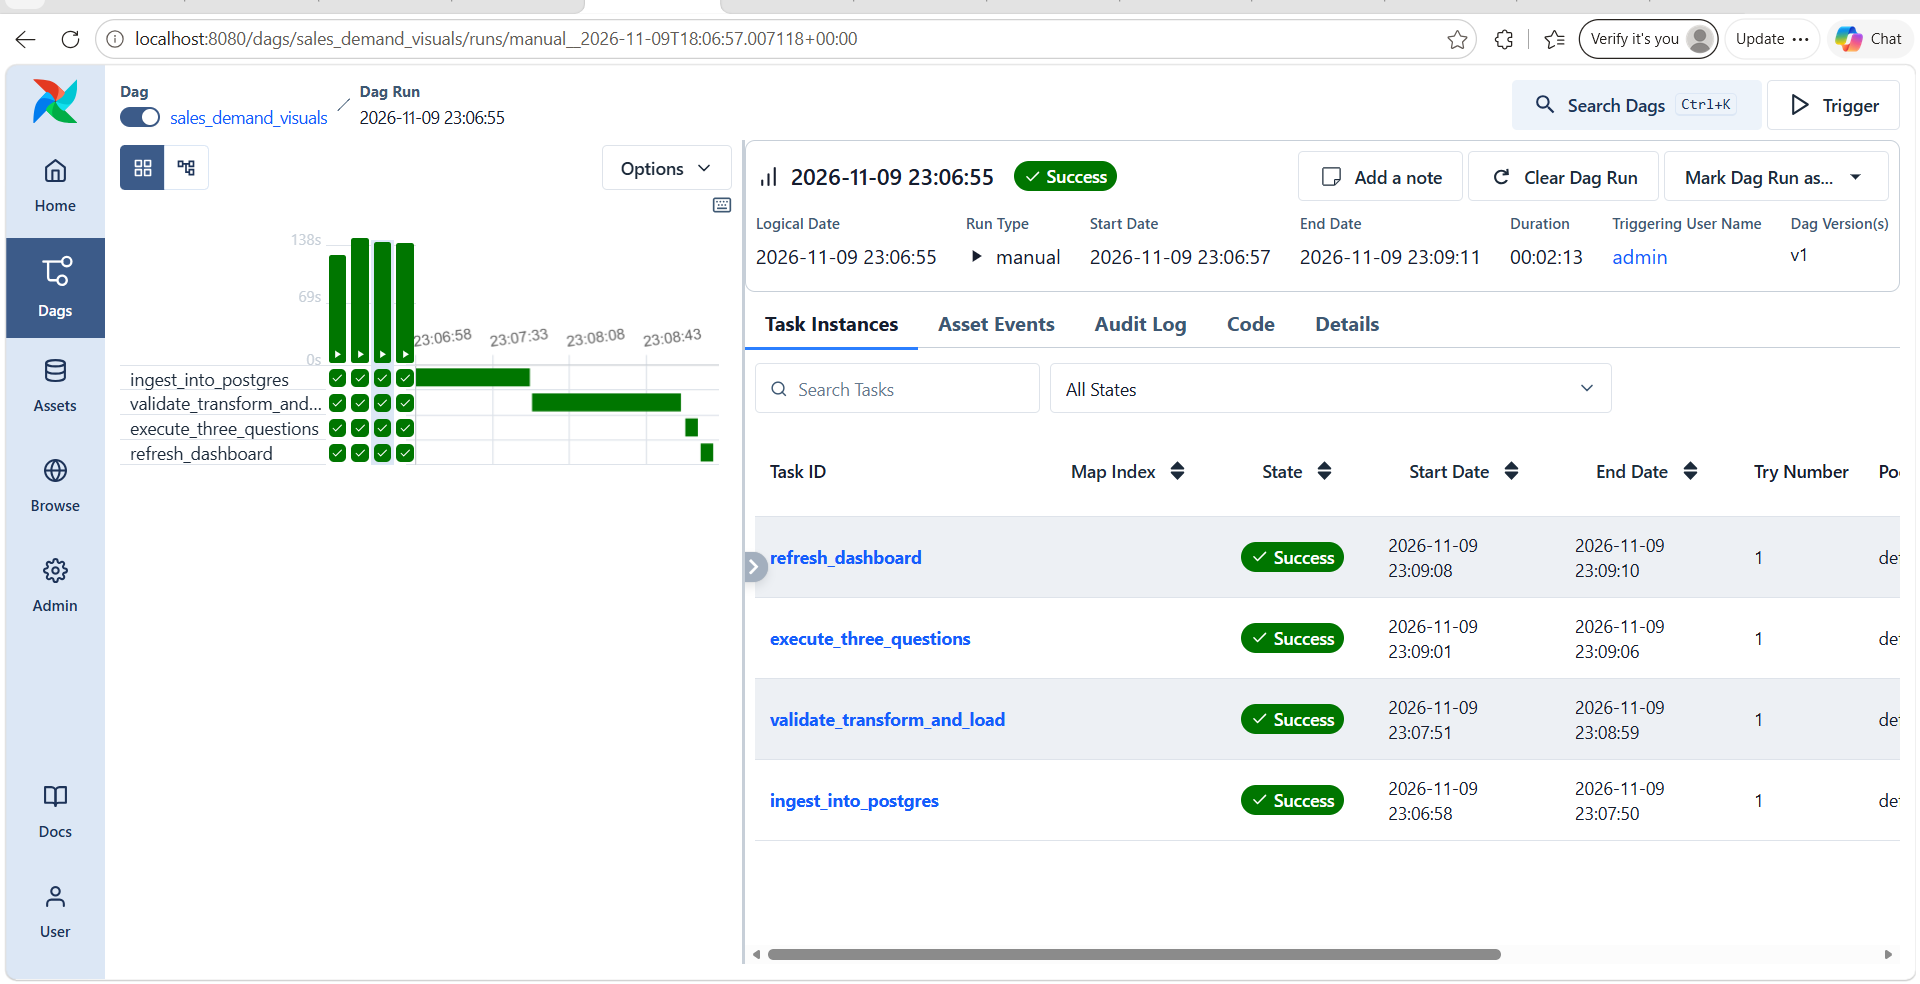 localhost:8080/dags/sales_demand_visuals/runs/manual__2026-11-09T18:06:57.007118+00:00
Verify it's you
Update
Chat
Dag
sales_demand_visuals
Dag Run
2026-11-09 23:06:55
Search Dags Ctrl+K
Trigger
Home
Dags
Assets
Browse
Admin
Docs
User
Options
138s
69s
0s
23:06:58 23:07:33 23:08:08 23:08:43
ingest_into_postgres
validate_transform_and...
execute_three_questions
refresh_dashboard
2026-11-09 23:06:55 Success
Add a note
Clear Dag Run
Mark Dag Run as...
Logical Date Run Type Start Date End Date Duration Triggering User Name Dag Version(s)
2026-11-09 23:06:55 manual 2026-11-09 23:06:57 2026-11-09 23:09:11 00:02:13 admin v1
Task Instances Asset Events Audit Log Code Details
Search Tasks
All States
Task ID Map Index State Start Date End Date Try Number Po
refresh_dashboard Success 2026-11-09 23:09:08 2026-11-09 23:09:10 1 de
execute_three_questions Success 2026-11-09 23:09:01 2026-11-09 23:09:06 1 de
validate_transform_and_load Success 2026-11-09 23:07:51 2026-11-09 23:08:59 1 de
ingest_into_postgres Success 2026-11-09 23:06:58 2026-11-09 23:07:50 1 de